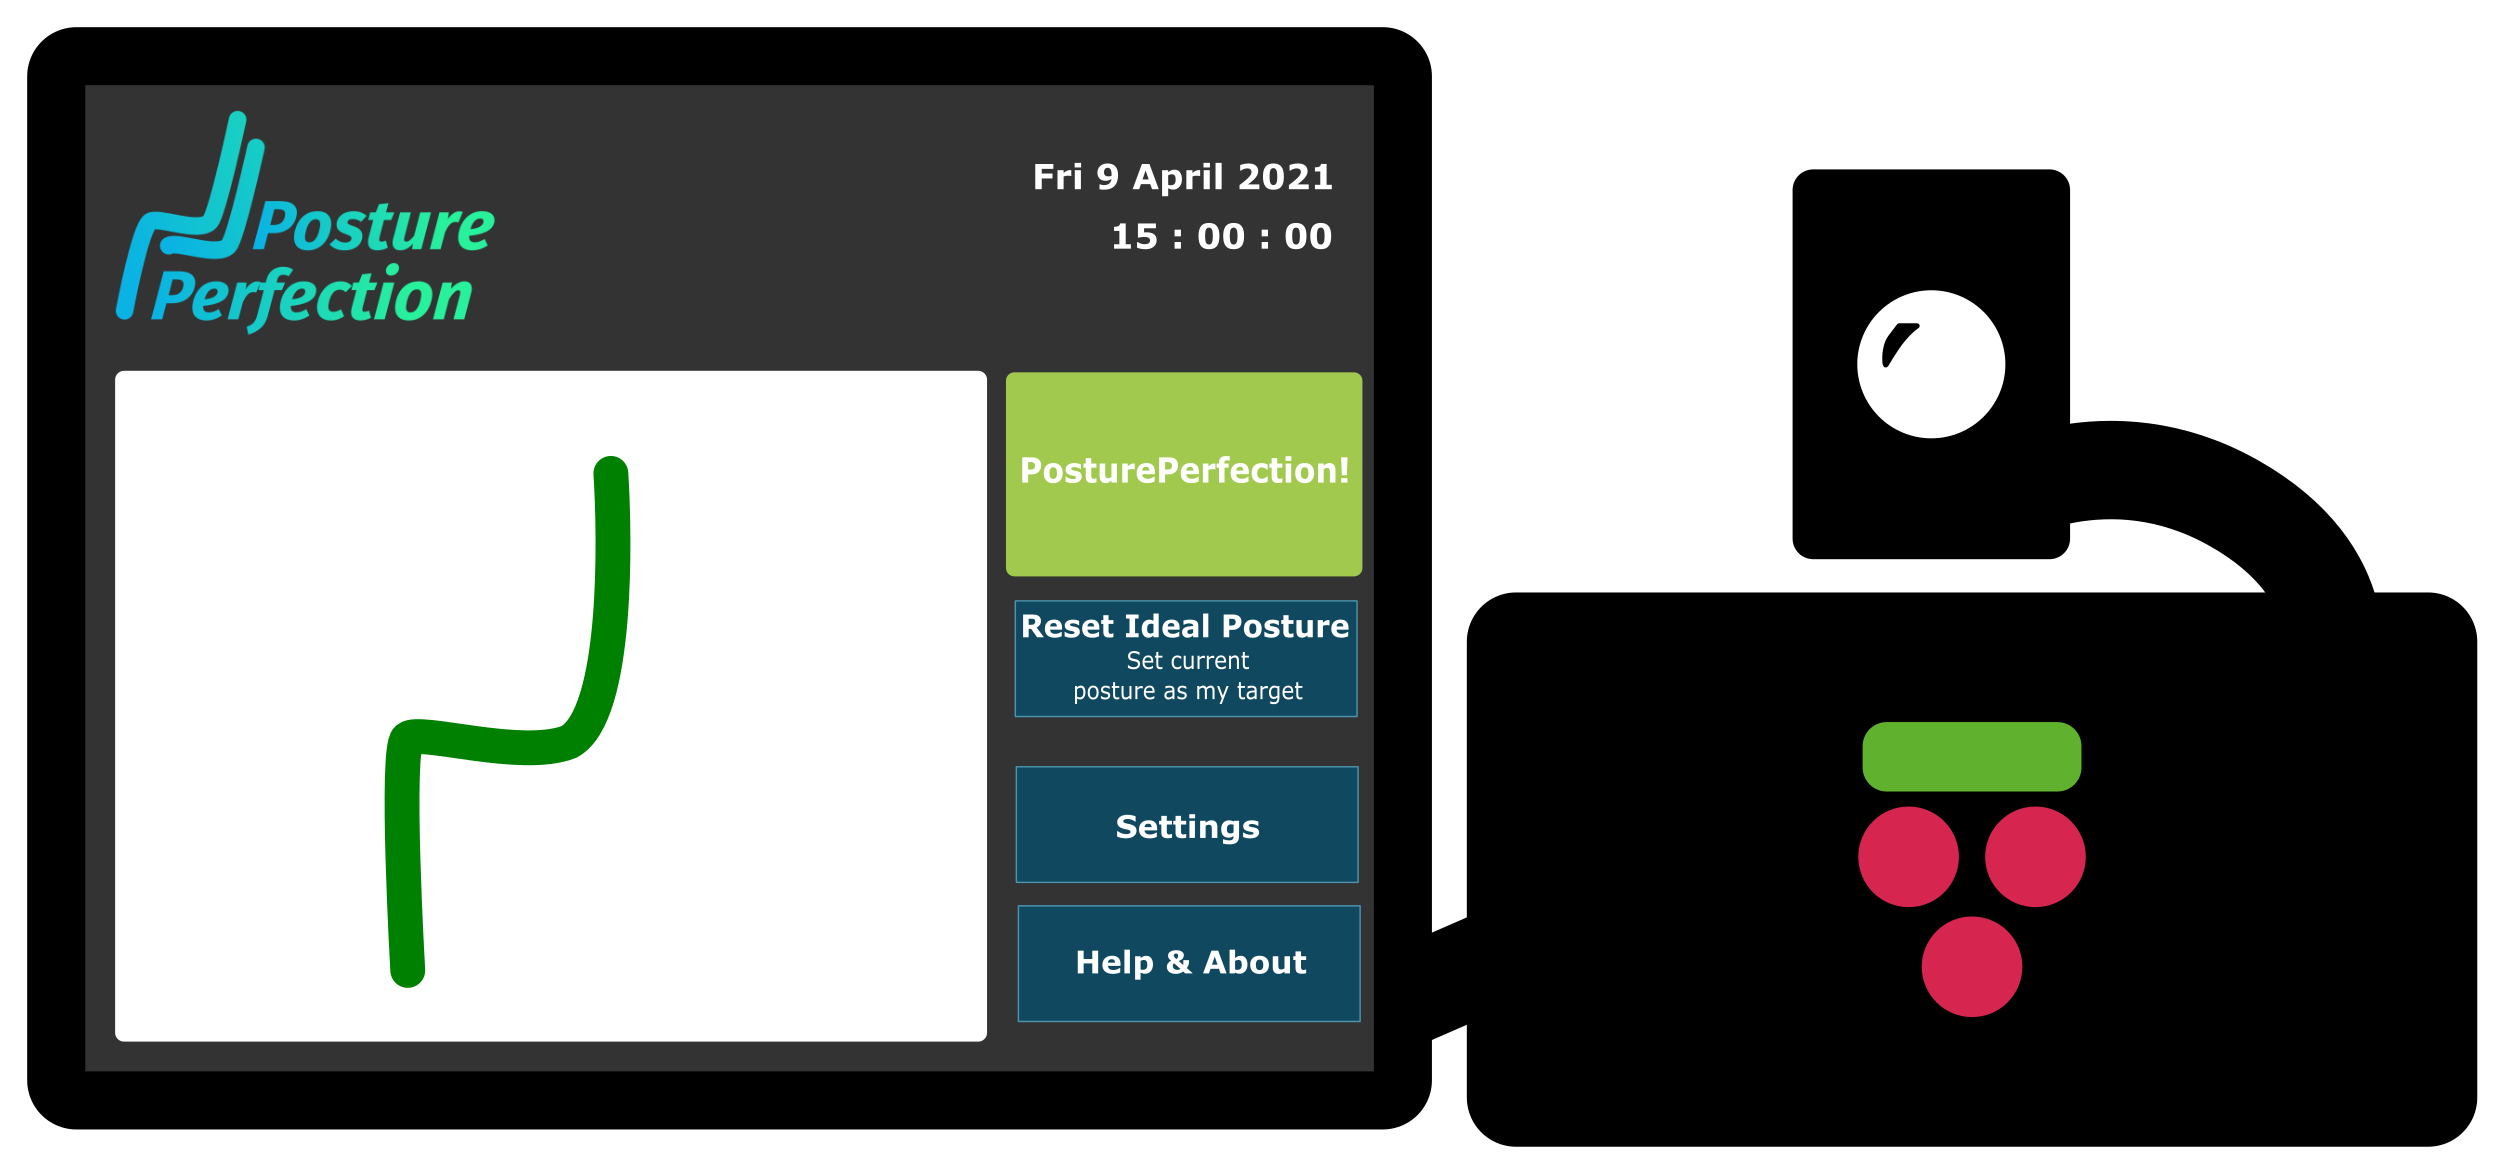 Posture
Perfection
Fri 9 April 2021
15 : 00 : 01
PosturePerfection!
Reset Ideal Posture
Set current
posture as my target
Settings
Help & About